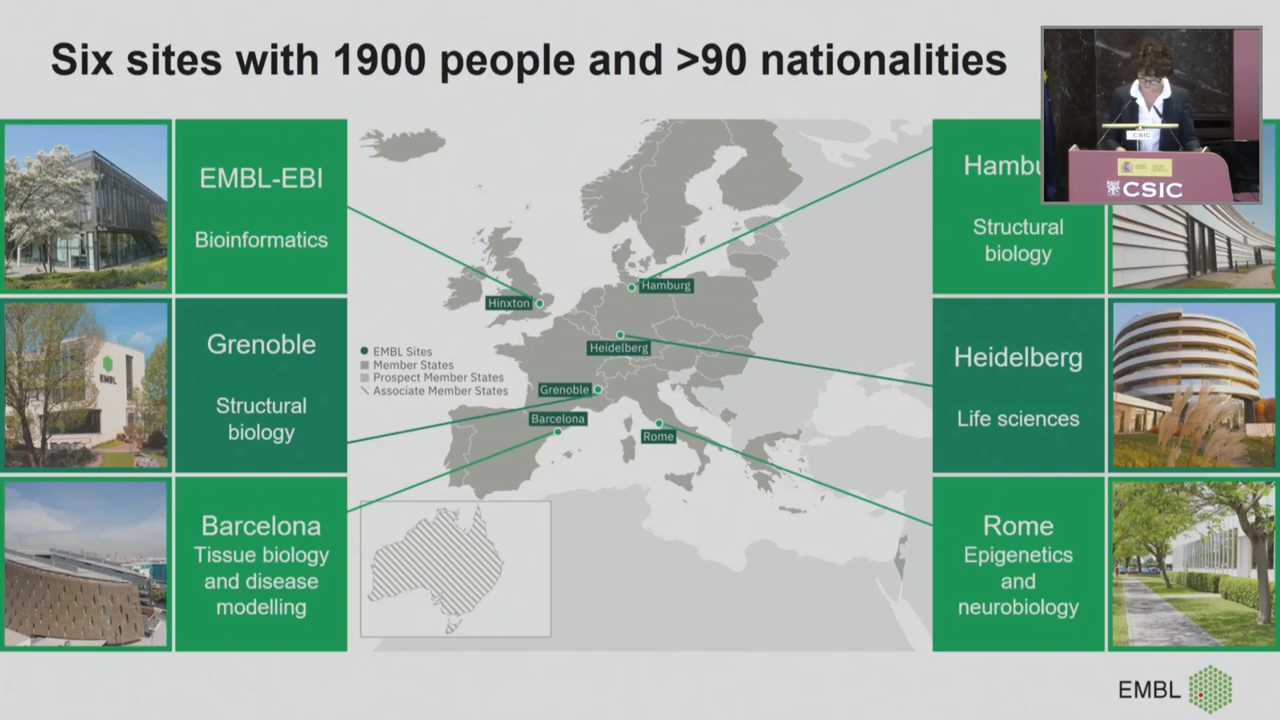 Six sites with 1900 people and >90 nationalities
EMBL-EBI
Bioinformatics
Grenoble
Structural
biology
EMBL
Barcelona
Tissue biology
and disease
modelling
Hinxton
Hamburg
Heidelberg
Grenoble
Barcelona
Rome
EMBL Sites
Member States
Prospect Member States
Associate Member States
Structural
biology
Heidelberg
Life sciences
Rome
Epigenetics
and
neurobiology
CSIC
CSIC
EMBL